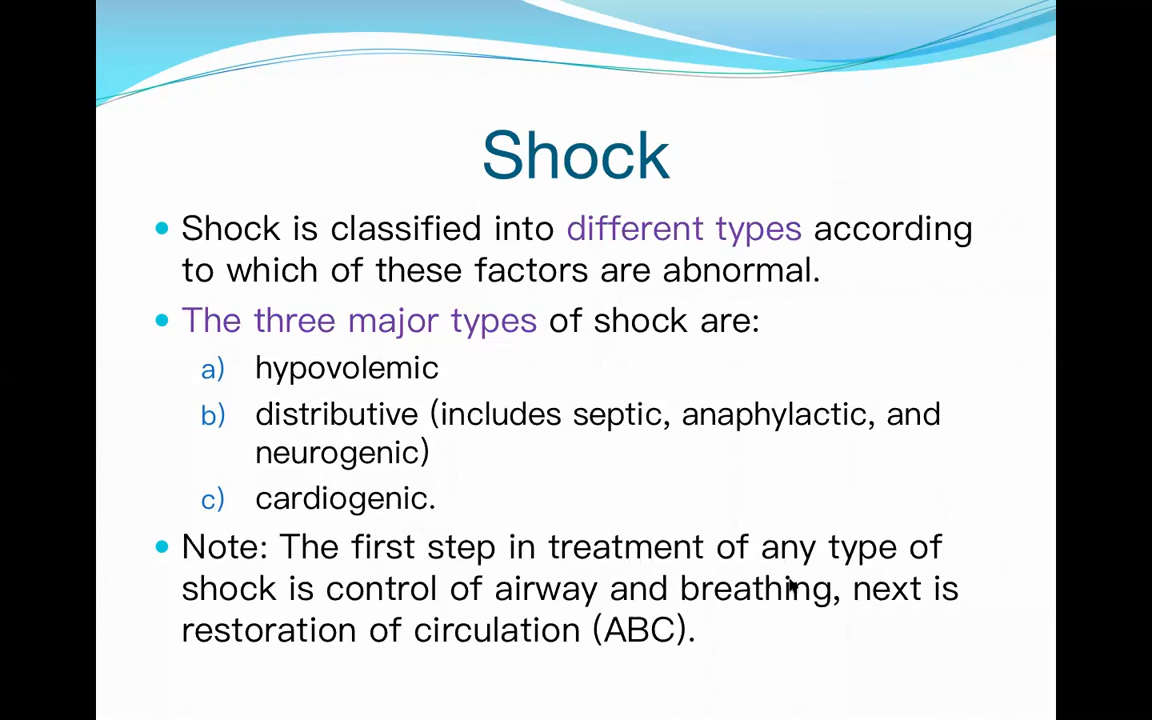 Shock
• Shock is classified into different types according
to which of these factors are abnormal.
• The three major types of shock are:
a) hypovolemic
b) distributive (includes septic, anaphylactic, and
neurogenic)
c) cardiogenic.
• Note: The first step in treatment of any type of
shock is control of airway and breathing, next is
restoration of circulation (ABC).